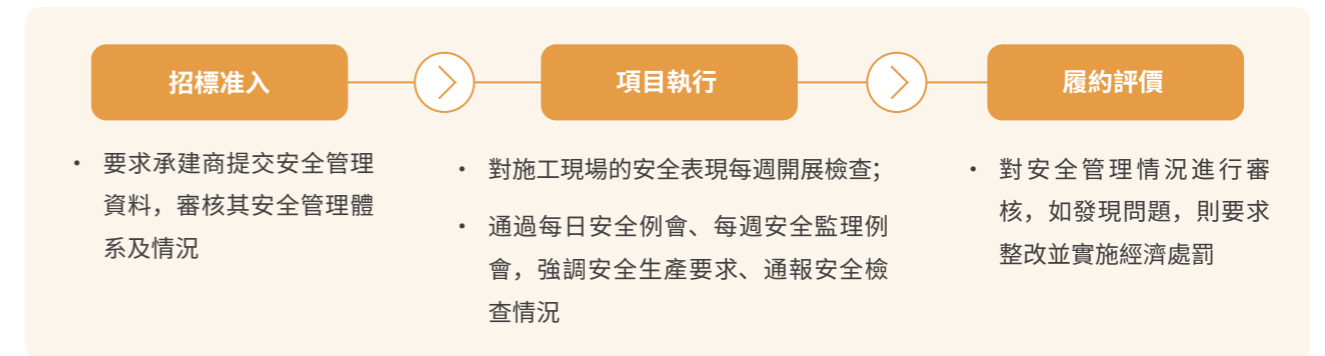 招標准入
項目執行
履約評價
• 要求承建商提交安全管理
資料，審核其安全管理體
系及情況
• 對施工現場的安全表現每週開展檢查；
• 通過每日安全例會、每週安全監理例
會，強調安全生產要求、通報安全檢
查情況
• 對安全管理情況進行審
核，如發現問題，則要求
整改並實施經濟處罰